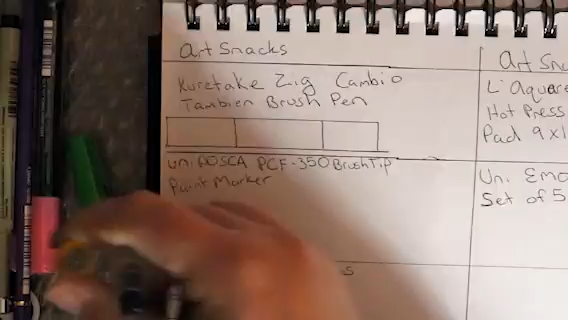 Art Snacks
Kuretake Zig Cambio
Tambien Brush Pen
Uni POSCA PCF-350 Brush Tip
Paint Marker
s
Art Sna
L'Aquare
Hot Press
Pad 9x1
Uni. Emo
Set of 5